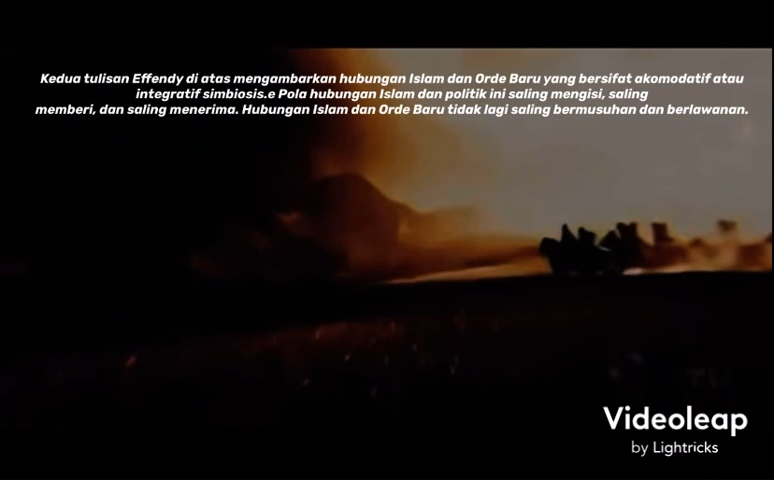 Kedua tulisan Effendy di atas mengambarkan hubungan Islam dan Orde Baru yang bersifat akomodatif atau
integratif simbiosis.e Pola hubungan Islam dan politik ini saling mengisi, saling
memberi, dan saling menerima. Hubungan Islam dan Orde Baru tidak lagi saling bermusuhan dan berlawanan.
Videoleap
by Lightricks